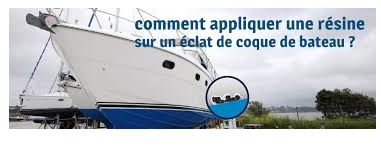 comment appliquer une résine
sur un éclat de coque de bateau ?